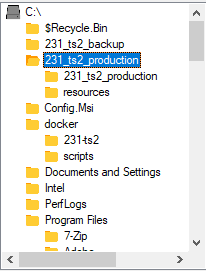 C:\
$Recycle.Bin
231_ts2_backup
231_ts2_production
231_ts2_production
resources
Config.Msi
docker
231-ts2
scripts
Documents and Settings
Intel
PerfLogs
Program Files
7-Zip
Adobe